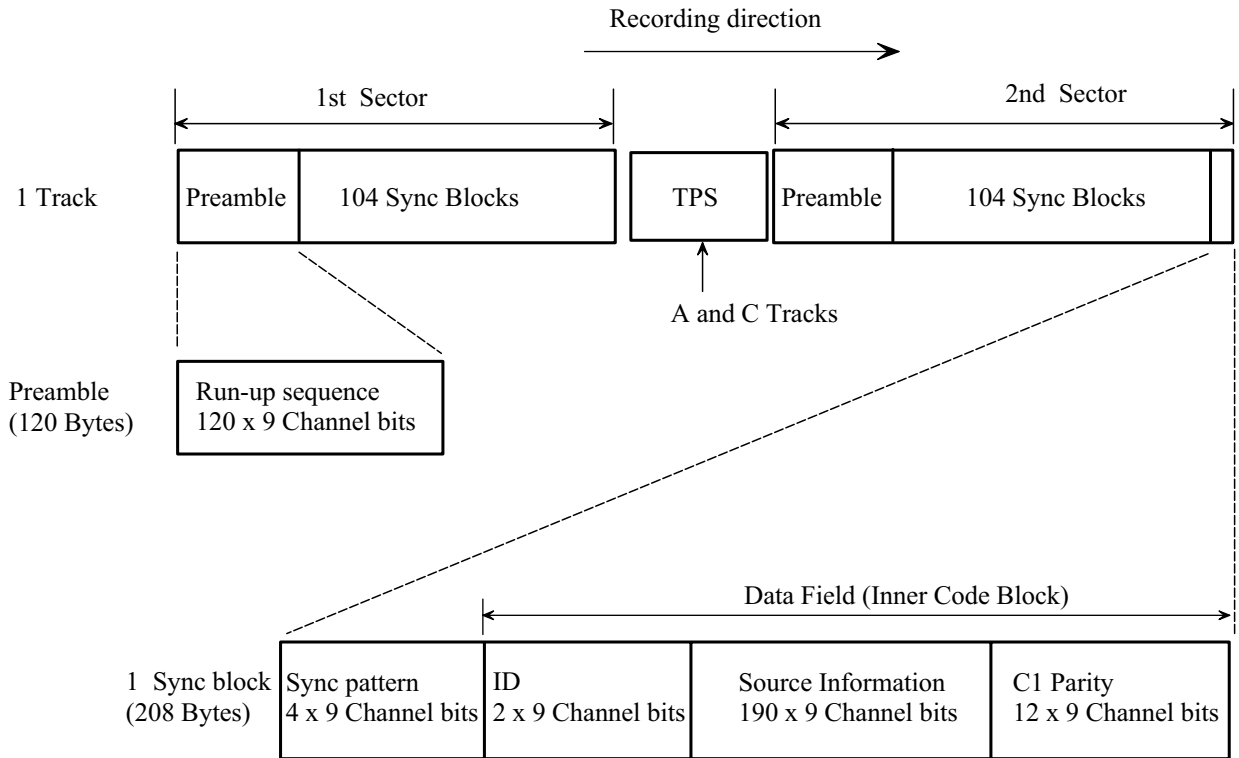 Recording direction
1st Sector
2nd Sector
1 Track
Preamble
104 Sync Blocks
TPS
Preamble
104 Sync Blocks
A and C Tracks
Preamble
(120 Bytes)
Run-up sequence
120 x 9 Channel bits
Data Field (Inner Code Block)
1 Sync block
(208 Bytes)
Sync pattern
4 x 9 Channel bits
ID
2 x 9 Channel bits
Source Information
190 x 9 Channel bits
C1 Parity
12 x 9 Channel bits